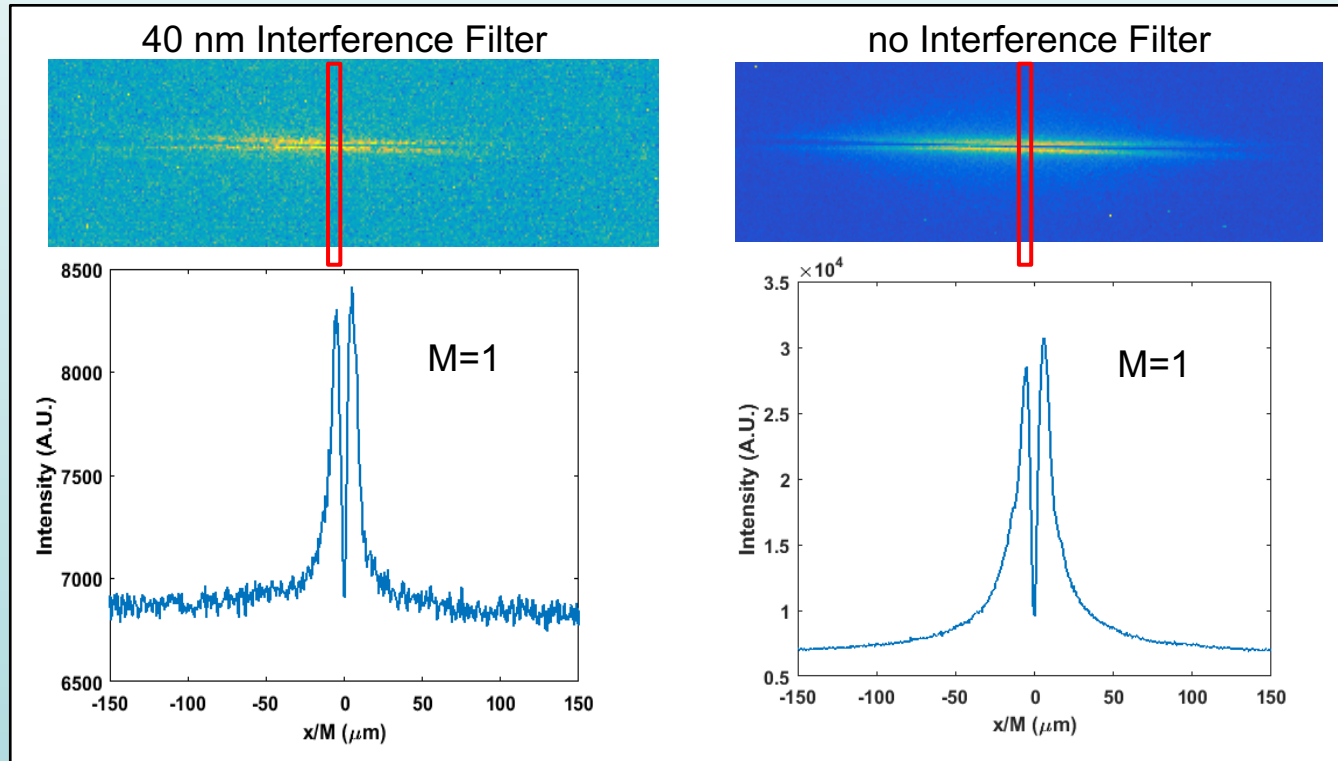 40 nm Interference Filter
no Interference Filter
8500
8000
7500
7000
6500
Intensity (A.U.)
M=1
-150 -100 -50 0 50 100 150
x/M (μm)
×10⁴
3.5
3
2.5
2
1.5
1
0.5
Intensity (A.U.)
M=1
-150 -100 -50 0 50 100 150
x/M (μm)